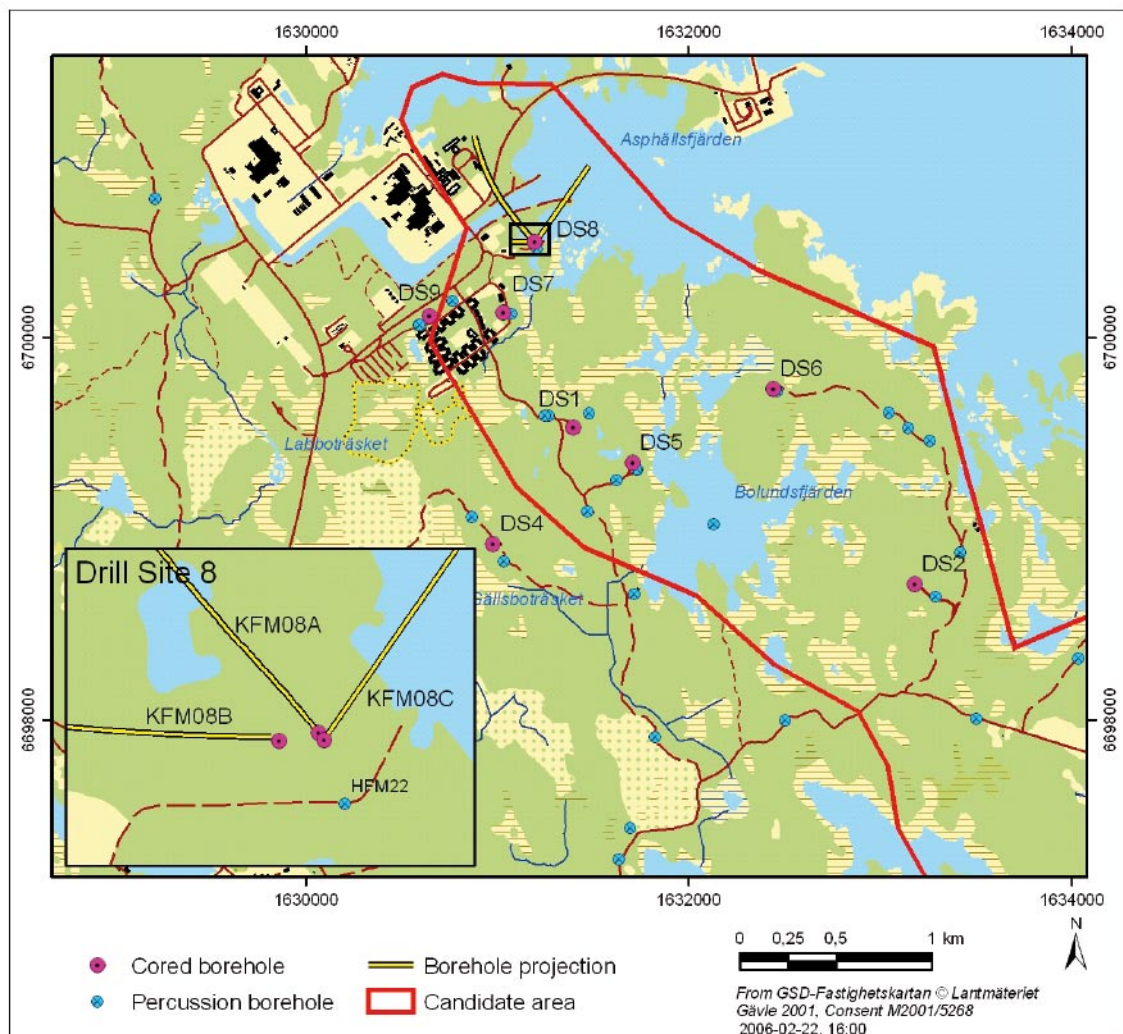 1630000 1632000 1634000
Asphällsfjärden
DS8
DS9 DS7
6700000 6700000
DS6
DS1
Labboträsket
DS5
Bolundsfjärden
DS4
DS2
Gällsboträsket
Drill Site 8
KFM08A
KFM08B KFM08C
HFM22
6698000 6698000
1630000 1632000 1634000
0 0,25 0,5 1 km
N
Cored borehole Borehole projection
Percussion borehole Candidate area
From GSD-Fastighetskartan © Lantmäteriet
Gävle 2001, Consent M2001/5268
2006-02-22, 16:00